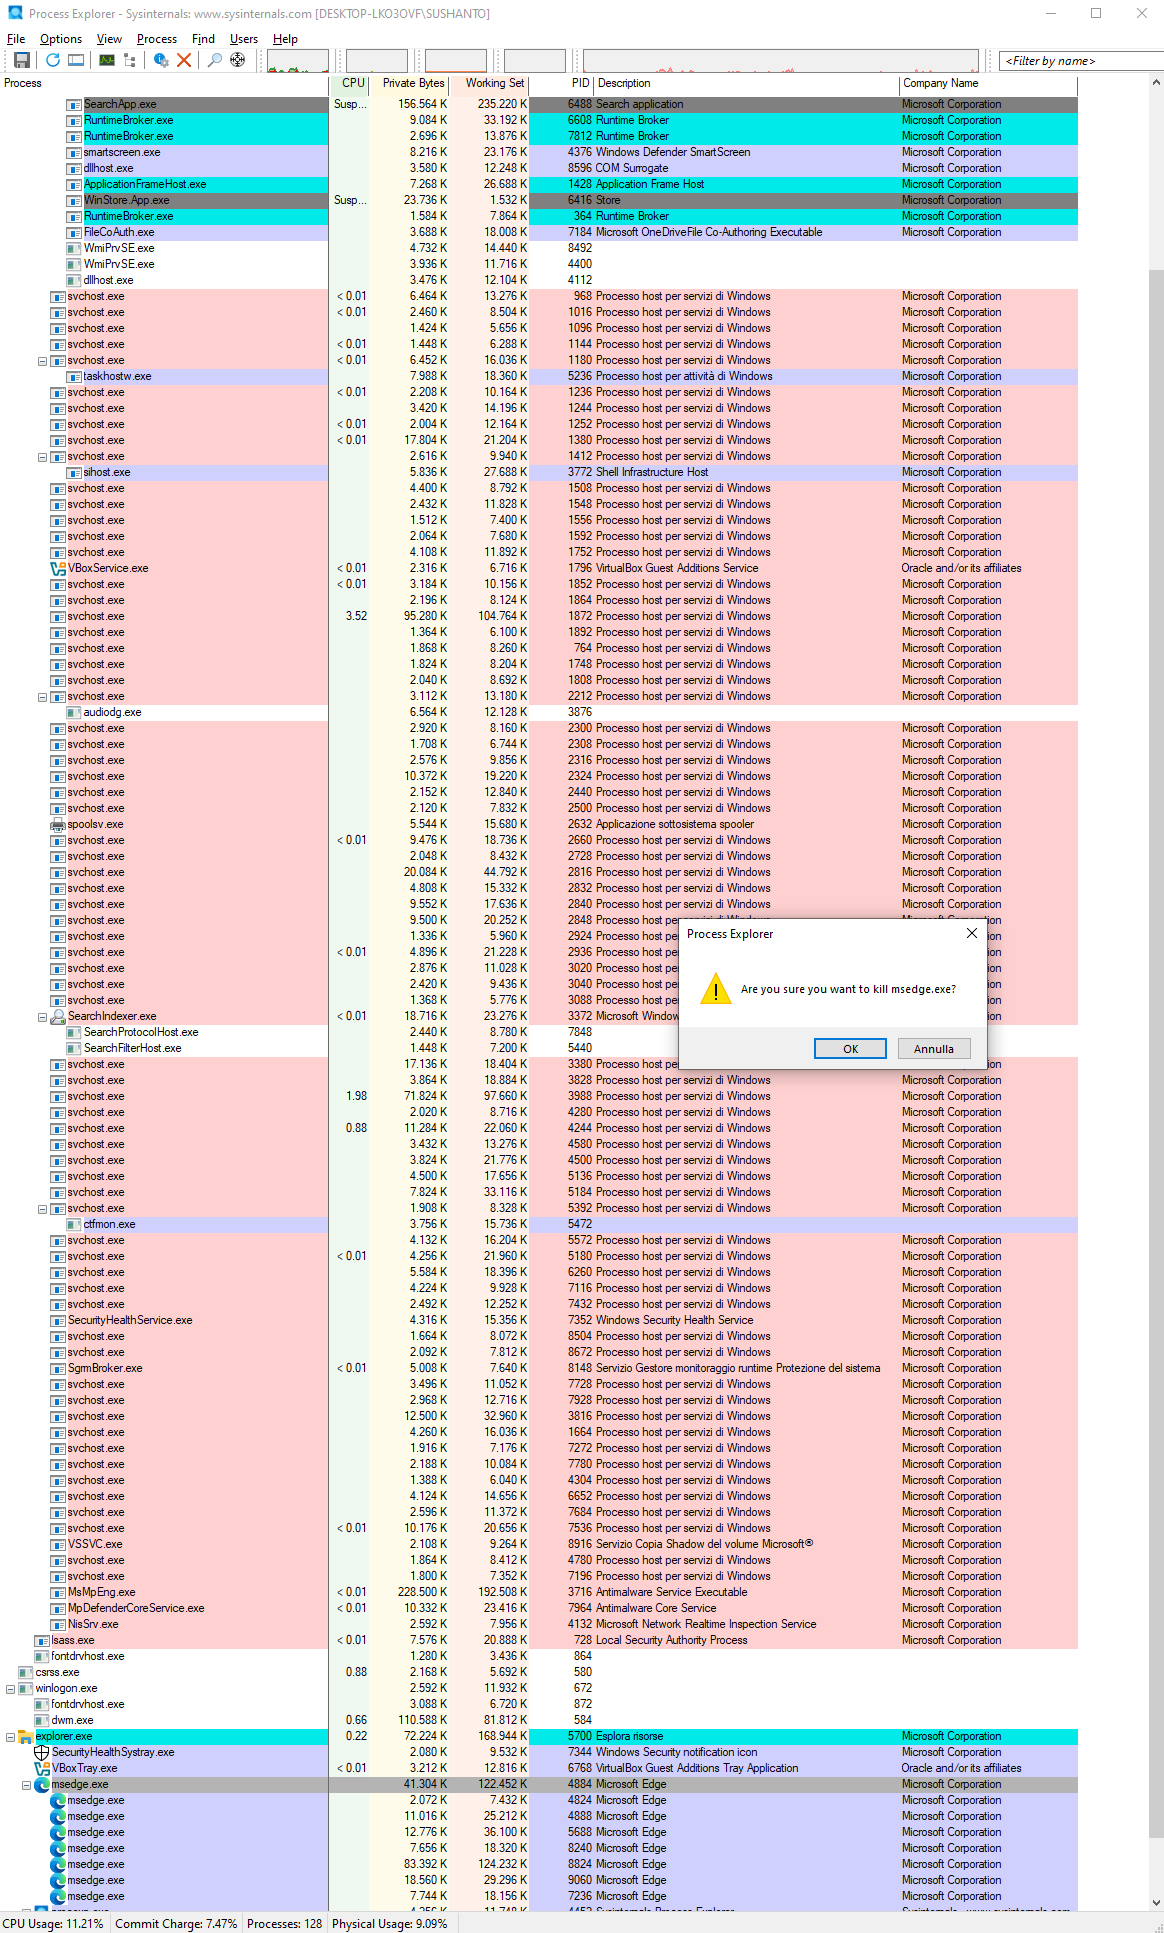 Process Explorer - Sysinternals: www.sysinternals.com [DESKTOP-LKO3OVF\SUSHANTO]
File Options View Process Find Users Help
<Filter by name>
Process CPU Private Bytes Working Set PID Description Company Name
SearchApp.exe Susp... 156.564 K 235.220 K 6488 Search application Microsoft Corporation
RuntimeBroker.exe 9.084 K 33.192 K 6608 Runtime Broker Microsoft Corporation
RuntimeBroker.exe 2.696 K 13.876 K 7812 Runtime Broker Microsoft Corporation
smartscreen.exe 8.216 K 23.176 K 4376 Windows Defender SmartScreen Microsoft Corporation
dllhost.exe 3.580 K 12.248 K 8596 COM Surrogate Microsoft Corporation
ApplicationFrameHost.exe 7.268 K 26.688 K 1428 Application Frame Host Microsoft Corporation
WinStore.App.exe Susp... 23.736 K 1.532 K 6416 Store Microsoft Corporation
RuntimeBroker.exe 1.584 K 7.864 K 364 Runtime Broker Microsoft Corporation
FileCoAuth.exe 3.688 K 18.008 K 7184 Microsoft OneDriveFile Co-Authoring Executable Microsoft Corporation
WmiPrvSE.exe 4.732 K 14.440 K 8492
WmiPrvSE.exe 3.936 K 11.716 K 4400
dllhost.exe 3.476 K 12.104 K 4112
svchost.exe < 0.01 6.464 K 13.276 K 968 Processo host per servizi di Windows Microsoft Corporation
svchost.exe < 0.01 2.460 K 8.504 K 1016 Processo host per servizi di Windows Microsoft Corporation
svchost.exe 1.424 K 5.656 K 1096 Processo host per servizi di Windows Microsoft Corporation
svchost.exe < 0.01 1.448 K 6.288 K 1144 Processo host per servizi di Windows Microsoft Corporation
svchost.exe < 0.01 6.452 K 16.036 K 1180 Processo host per servizi di Windows Microsoft Corporation
taskhostw.exe 7.988 K 18.360 K 5236 Processo host per attività di Windows Microsoft Corporation
svchost.exe < 0.01 2.208 K 10.164 K 1236 Processo host per servizi di Windows Microsoft Corporation
svchost.exe 3.420 K 14.196 K 1244 Processo host per servizi di Windows Microsoft Corporation
svchost.exe < 0.01 2.004 K 12.164 K 1252 Processo host per servizi di Windows Microsoft Corporation
svchost.exe < 0.01 17.804 K 21.204 K 1380 Processo host per servizi di Windows Microsoft Corporation
svchost.exe 2.616 K 9.940 K 1412 Processo host per servizi di Windows Microsoft Corporation
sihost.exe 5.836 K 27.688 K 3772 Shell Infrastructure Host Microsoft Corporation
svchost.exe 4.400 K 8.792 K 1508 Processo host per servizi di Windows Microsoft Corporation
svchost.exe 2.432 K 11.828 K 1548 Processo host per servizi di Windows Microsoft Corporation
svchost.exe 1.512 K 7.400 K 1556 Processo host per servizi di Windows Microsoft Corporation
svchost.exe 2.064 K 7.680 K 1592 Processo host per servizi di Windows Microsoft Corporation
svchost.exe 4.108 K 11.892 K 1752 Processo host per servizi di Windows Microsoft Corporation
VBoxService.exe < 0.01 2.316 K 6.716 K 1796 VirtualBox Guest Additions Service Oracle and/or its affiliates
svchost.exe < 0.01 3.184 K 10.156 K 1852 Processo host per servizi di Windows Microsoft Corporation
svchost.exe 2.196 K 8.124 K 1864 Processo host per servizi di Windows Microsoft Corporation
svchost.exe 3.52 95.280 K 104.764 K 1872 Processo host per servizi di Windows Microsoft Corporation
svchost.exe 1.364 K 6.100 K 1892 Processo host per servizi di Windows Microsoft Corporation
svchost.exe 1.868 K 8.260 K 764 Processo host per servizi di Windows Microsoft Corporation
svchost.exe 1.824 K 8.204 K 1748 Processo host per servizi di Windows Microsoft Corporation
svchost.exe 2.040 K 8.692 K 1808 Processo host per servizi di Windows Microsoft Corporation
svchost.exe 3.112 K 13.180 K 2212 Processo host per servizi di Windows Microsoft Corporation
audiodg.exe 6.564 K 12.128 K 3876
svchost.exe 2.920 K 8.160 K 2300 Processo host per servizi di Windows Microsoft Corporation
svchost.exe 1.708 K 6.744 K 2308 Processo host per servizi di Windows Microsoft Corporation
svchost.exe 2.576 K 9.856 K 2316 Processo host per servizi di Windows Microsoft Corporation
svchost.exe 10.372 K 19.220 K 2324 Processo host per servizi di Windows Microsoft Corporation
svchost.exe 2.152 K 12.840 K 2440 Processo host per servizi di Windows Microsoft Corporation
svchost.exe 2.120 K 7.832 K 2500 Processo host per servizi di Windows Microsoft Corporation
spoolsv.exe 5.544 K 15.680 K 2632 Applicazione sottosistema spooler Microsoft Corporation
svchost.exe < 0.01 9.476 K 18.736 K 2660 Processo host per servizi di Windows Microsoft Corporation
svchost.exe 2.048 K 8.432 K 2728 Processo host per servizi di Windows Microsoft Corporation
svchost.exe 20.084 K 44.792 K 2816 Processo host per servizi di Windows Microsoft Corporation
svchost.exe 4.808 K 15.332 K 2832 Processo host per servizi di Windows Microsoft Corporation
svchost.exe 9.552 K 17.636 K 2840 Processo host per servizi di Windows Microsoft Corporation
svchost.exe 9.500 K 20.252 K 2848 Processo host per servizi di Windows Microsoft Corporation
svchost.exe 1.336 K 5.960 K 2924 Processo host pe
svchost.exe < 0.01 4.896 K 21.228 K 2936 Processo host pe
svchost.exe 2.876 K 11.028 K 3020 Processo host pe
svchost.exe 2.420 K 9.436 K 3040 Processo host pe
svchost.exe 1.368 K 5.776 K 3088 Processo host pe
SearchIndexer.exe < 0.01 18.716 K 23.276 K 3372 Microsoft Window
SearchProtocolHost.exe 2.440 K 8.780 K 7848
SearchFilterHost.exe 1.448 K 7.200 K 5440
Process Explorer
Are you sure you want to kill msedge.exe?
OK Annulla
svchost.exe 17.136 K 18.404 K 3380 Processo host pe
svchost.exe 3.864 K 18.884 K 3828 Processo host per servizi di Windows Microsoft Corporation
svchost.exe 1.98 71.824 K 97.660 K 3988 Processo host per servizi di Windows Microsoft Corporation
svchost.exe 2.020 K 8.716 K 4280 Processo host per servizi di Windows Microsoft Corporation
svchost.exe 0.88 11.284 K 22.060 K 4244 Processo host per servizi di Windows Microsoft Corporation
svchost.exe 3.432 K 13.276 K 4580 Processo host per servizi di Windows Microsoft Corporation
svchost.exe 3.824 K 21.776 K 4500 Processo host per servizi di Windows Microsoft Corporation
svchost.exe 4.500 K 17.656 K 5136 Processo host per servizi di Windows Microsoft Corporation
svchost.exe 7.824 K 33.116 K 5184 Processo host per servizi di Windows Microsoft Corporation
svchost.exe 1.908 K 8.328 K 5392 Processo host per servizi di Windows Microsoft Corporation
ctfmon.exe 3.756 K 15.736 K 5472
svchost.exe 4.132 K 16.204 K 5572 Processo host per servizi di Windows Microsoft Corporation
svchost.exe < 0.01 4.256 K 21.960 K 5180 Processo host per servizi di Windows Microsoft Corporation
svchost.exe 5.584 K 18.396 K 6260 Processo host per servizi di Windows Microsoft Corporation
svchost.exe 4.224 K 9.928 K 7116 Processo host per servizi di Windows Microsoft Corporation
svchost.exe 2.492 K 12.252 K 7432 Processo host per servizi di Windows Microsoft Corporation
SecurityHealthService.exe 4.316 K 15.356 K 7352 Windows Security Health Service Microsoft Corporation
svchost.exe 1.664 K 8.072 K 8504 Processo host per servizi di Windows Microsoft Corporation
svchost.exe 2.092 K 7.812 K 8672 Processo host per servizi di Windows Microsoft Corporation
SgrmBroker.exe < 0.01 5.008 K 7.640 K 8148 Servizio Gestore monitoraggio runtime Protezione del sistema Microsoft Corporation
svchost.exe 3.496 K 11.052 K 7728 Processo host per servizi di Windows Microsoft Corporation
svchost.exe 2.968 K 12.716 K 7928 Processo host per servizi di Windows Microsoft Corporation
svchost.exe 12.500 K 32.960 K 3816 Processo host per servizi di Windows Microsoft Corporation
svchost.exe 4.260 K 16.036 K 1664 Processo host per servizi di Windows Microsoft Corporation
svchost.exe 1.916 K 7.176 K 7272 Processo host per servizi di Windows Microsoft Corporation
svchost.exe 2.188 K 10.084 K 7780 Processo host per servizi di Windows Microsoft Corporation
svchost.exe 1.388 K 6.040 K 4304 Processo host per servizi di Windows Microsoft Corporation
svchost.exe 4.124 K 14.656 K 6652 Processo host per servizi di Windows Microsoft Corporation
svchost.exe 2.596 K 11.372 K 7684 Processo host per servizi di Windows Microsoft Corporation
svchost.exe < 0.01 10.176 K 20.656 K 7536 Processo host per servizi di Windows Microsoft Corporation
VSSVC.exe 2.108 K 9.264 K 8916 Servizio Copia Shadow del volume Microsoft® Microsoft Corporation
svchost.exe 1.864 K 8.412 K 4780 Processo host per servizi di Windows Microsoft Corporation
svchost.exe 1.800 K 7.352 K 7196 Processo host per servizi di Windows Microsoft Corporation
MsMpEng.exe < 0.01 228.500 K 192.508 K 3716 Antimalware Service Executable Microsoft Corporation
MpDefenderCoreService.exe < 0.01 10.332 K 23.416 K 7964 Antimalware Core Service Microsoft Corporation
NisSrv.exe 2.592 K 7.956 K 4132 Microsoft Network Realtime Inspection Service Microsoft Corporation
lsass.exe < 0.01 7.576 K 20.888 K 728 Local Security Authority Process Microsoft Corporation
fontdrvhost.exe 1.280 K 3.436 K 864
csrss.exe 0.88 2.168 K 5.692 K 580
winlogon.exe 2.592 K 11.932 K 672
fontdrvhost.exe 3.088 K 6.720 K 872
dwm.exe 0.66 110.588 K 81.812 K 584
explorer.exe 0.22 72.224 K 168.944 K 5700 Esplora risorse Microsoft Corporation
SecurityHealthSystray.exe 2.080 K 9.532 K 7344 Windows Security notification icon Microsoft Corporation
VBoxTray.exe < 0.01 3.212 K 12.816 K 6768 VirtualBox Guest Additions Tray Application Oracle and/or its affiliates
msedge.exe 41.304 K 122.452 K 4884 Microsoft Edge Microsoft Corporation
msedge.exe 2.072 K 7.432 K 4824 Microsoft Edge Microsoft Corporation
msedge.exe 11.016 K 25.212 K 4888 Microsoft Edge Microsoft Corporation
msedge.exe 12.776 K 36.100 K 5688 Microsoft Edge Microsoft Corporation
msedge.exe 7.656 K 18.320 K 8240 Microsoft Edge Microsoft Corporation
msedge.exe 83.392 K 124.232 K 8824 Microsoft Edge Microsoft Corporation
msedge.exe 18.560 K 29.296 K 9060 Microsoft Edge Microsoft Corporation
msedge.exe 7.744 K 18.156 K 7236 Microsoft Edge Microsoft Corporation
CPU Usage: 11.21% Commit Charge: 7.47% Processes: 128 Physical Usage: 9.09%